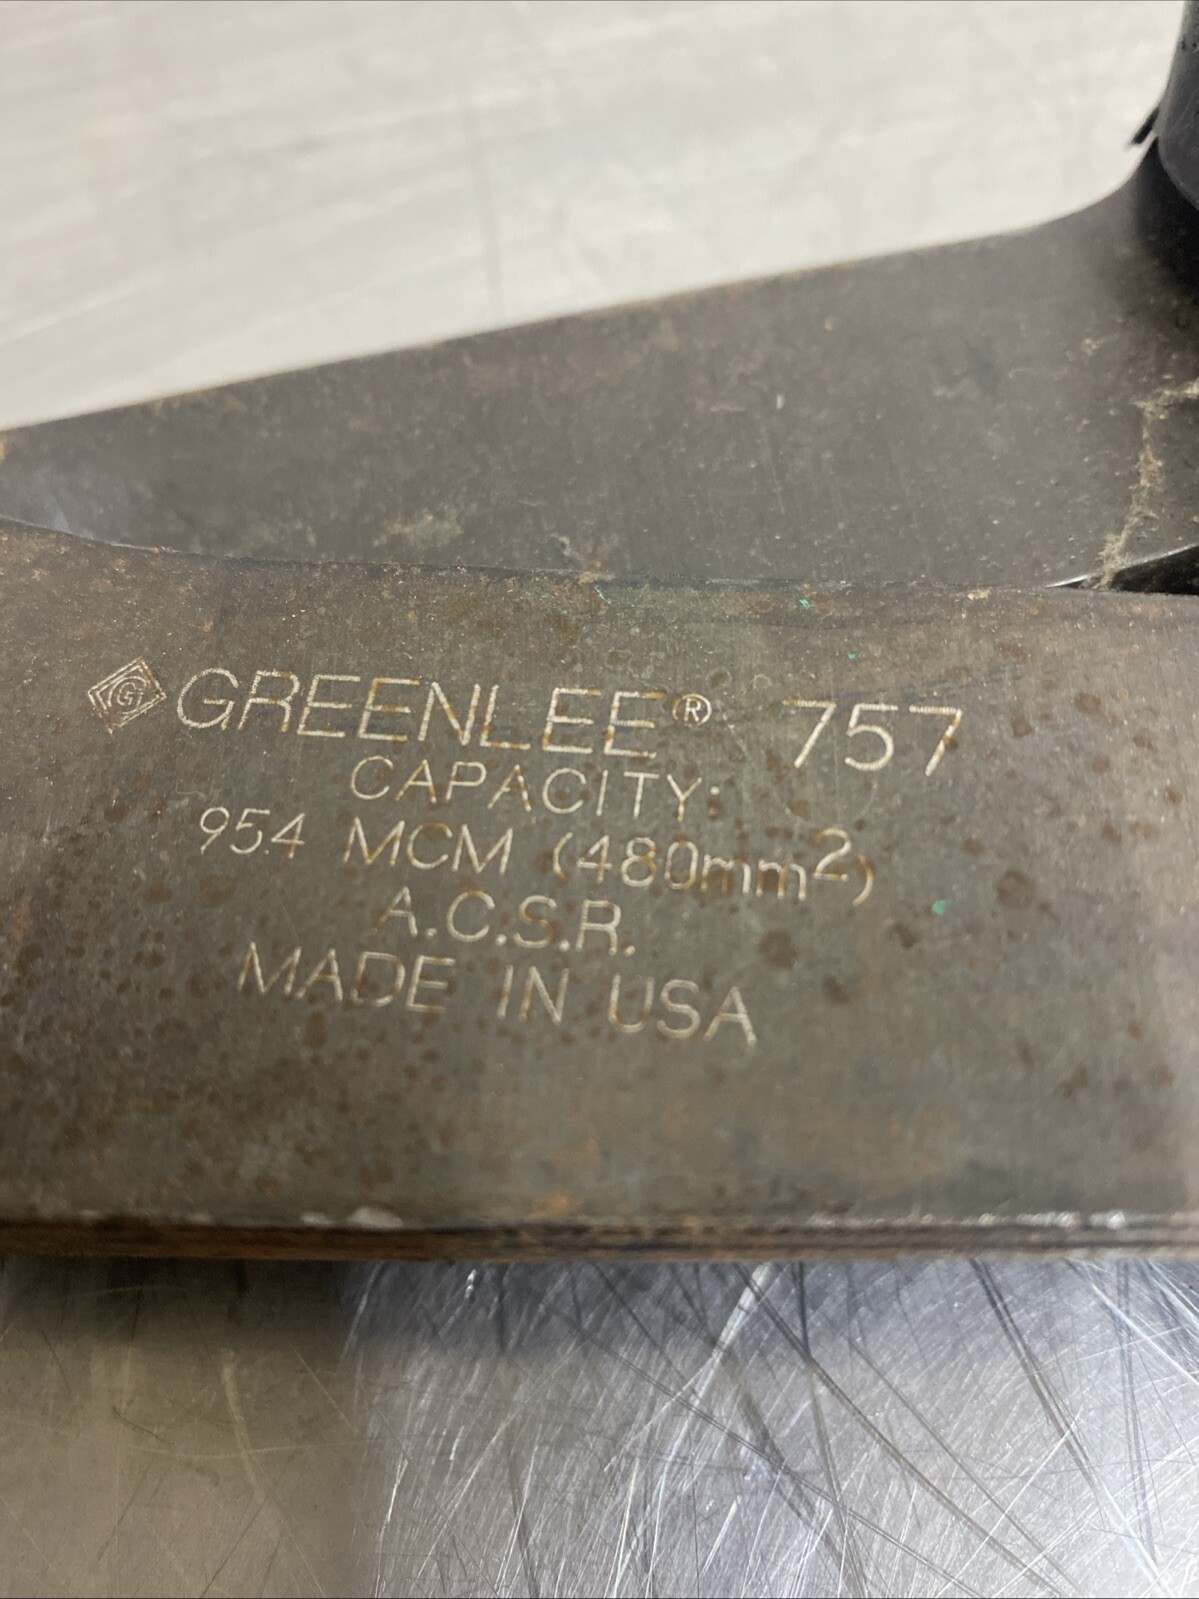 G GREENLEE® 757
CAPACITY:
954 MCM (480mm²)
A.C.S.R.
MADE IN USA